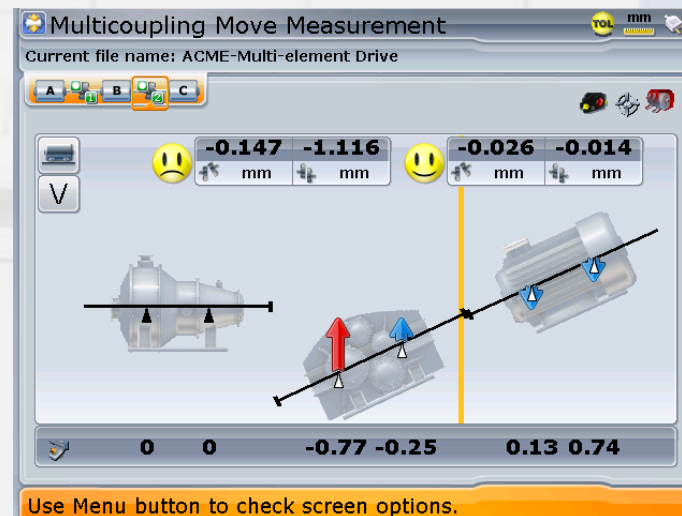 Multicoupling Move Measurement
TOL mm
Current file name: ACME-Multi-element Drive
A 1 B 2 C
-0.147 -1.116 -0.026 -0.014
mm mm mm mm
V
0 0 -0.77 -0.25 0.13 0.74
Use Menu button to check screen options.